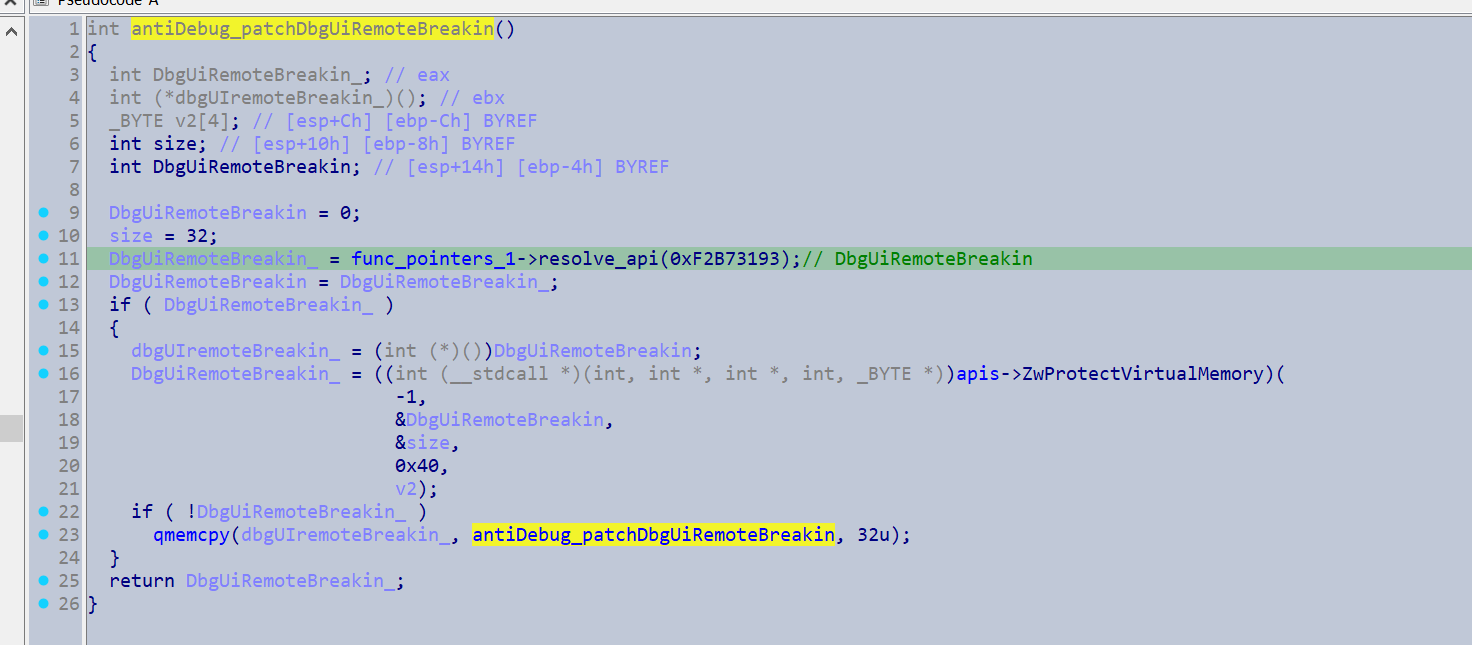 Pseudocode-A
1 int antiDebug_patchDbgUiRemoteBreakin()
2 {
3 int DbgUiRemoteBreakin_; // eax
4 int (*dbgUIremoteBreakin_)(); // ebx
5 _BYTE v2[4]; // [esp+Ch] [ebp-Ch] BYREF
6 int size; // [esp+10h] [ebp-8h] BYREF
7 int DbgUiRemoteBreakin; // [esp+14h] [ebp-4h] BYREF
8
9 DbgUiRemoteBreakin = 0;
10 size = 32;
11 DbgUiRemoteBreakin_ = func_pointers_1->resolve_api(0xF2B73193);// DbgUiRemoteBreakin
12 DbgUiRemoteBreakin = DbgUiRemoteBreakin_;
13 if ( DbgUiRemoteBreakin_ )
14 {
15 dbgUIremoteBreakin_ = (int (*)())DbgUiRemoteBreakin;
16 DbgUiRemoteBreakin_ = ((int (__stdcall *)(int, int *, int *, int, _BYTE *))apis->ZwProtectVirtualMemory)(
17 -1,
18 &DbgUiRemoteBreakin,
19 &size,
20 0x40,
21 v2);
22 if ( !DbgUiRemoteBreakin_ )
23 qmemcpy(dbgUIremoteBreakin_, antiDebug_patchDbgUiRemoteBreakin, 32u);
24 }
25 return DbgUiRemoteBreakin_;
26 }